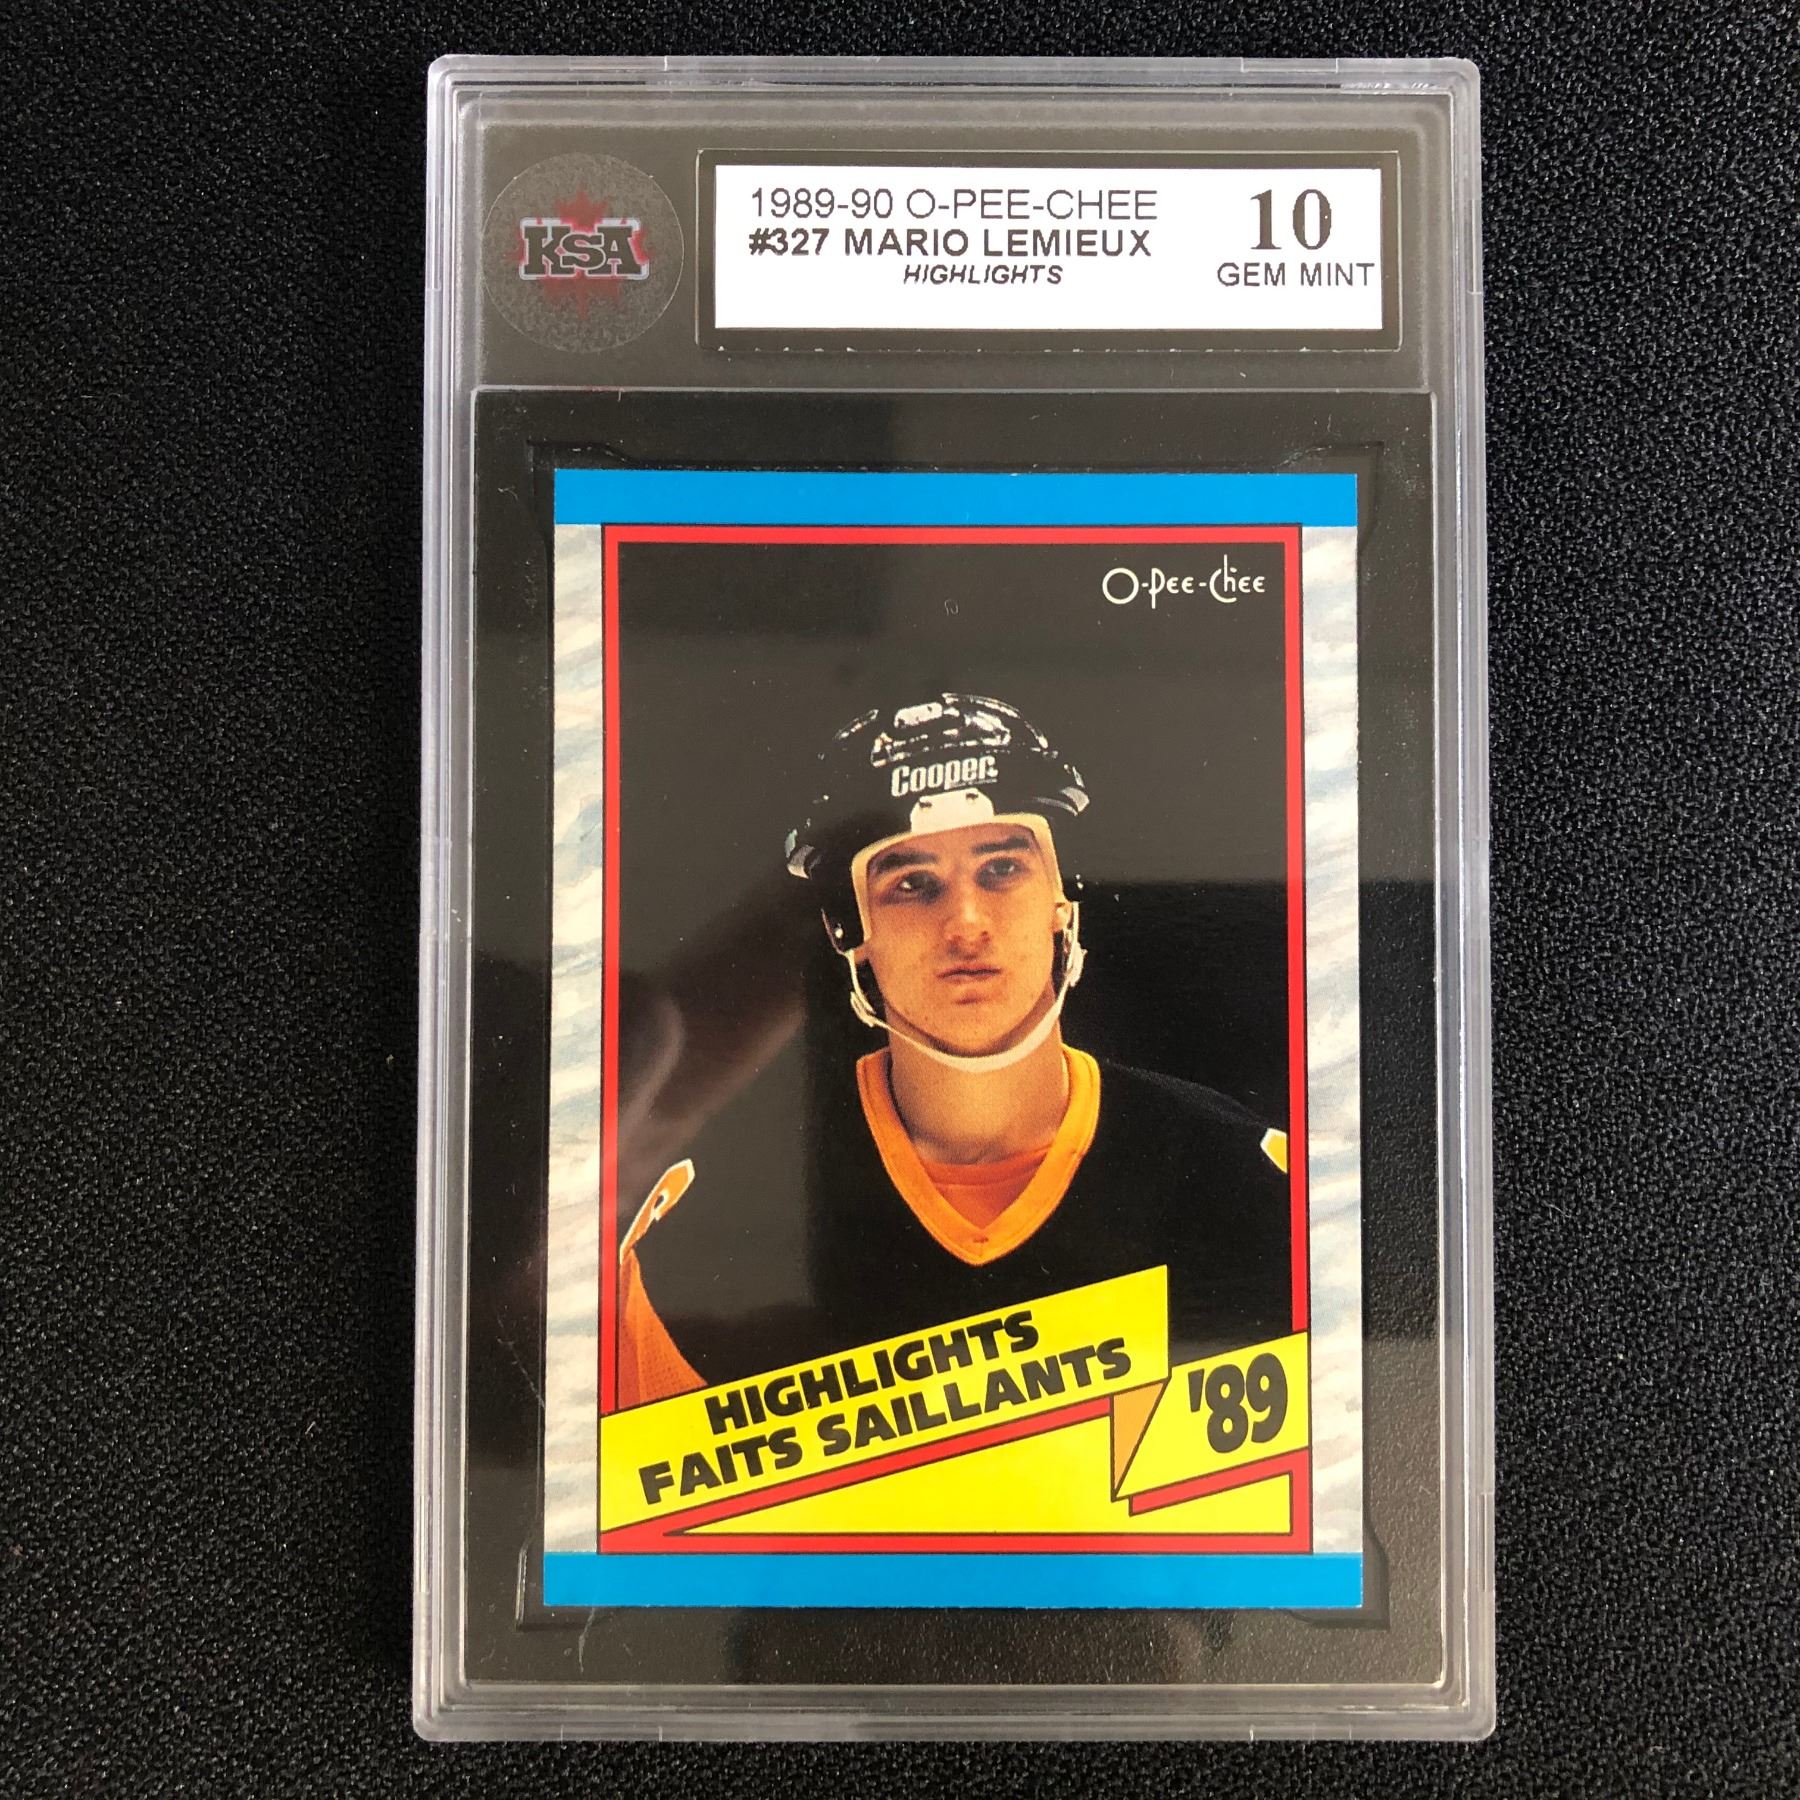 KSA
1989-90 O-PEE-CHEE
#327 MARIO LEMIEUX
HIGHLIGHTS
10
GEM MINT
O-Pee-Chee
Cooper
HIGHLIGHTS
FAITS SAILLANTS
'89